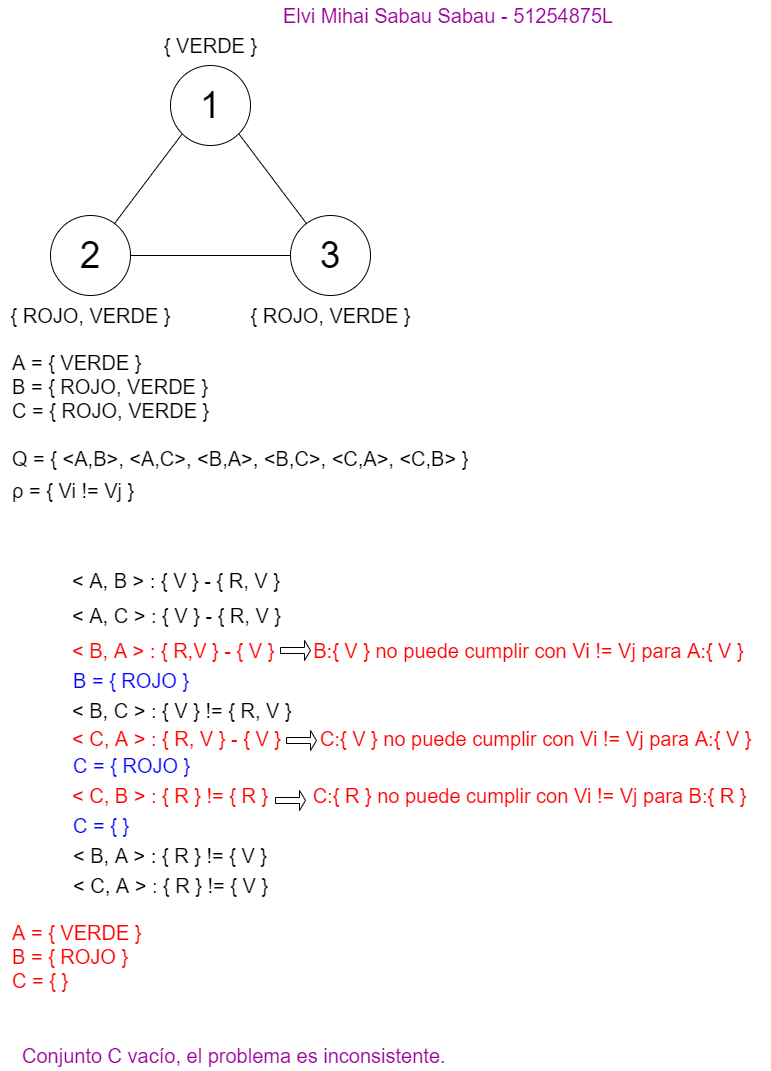 Elvi Mihai Sabau Sabau - 51254875L
{ VERDE }
1
2
3
{ ROJO, VERDE }
{ ROJO, VERDE }
A = { VERDE }
B = { ROJO, VERDE }
C = { ROJO, VERDE }
Q = { <A,B>, <A,C>, <B,A>, <B,C>, <C,A>, <C,B> }
ρ = { Vi != Vj }
< A, B > : { V } - { R, V }
< A, C > : { V } - { R, V }
< B, A > : { R,V } - { V } ⇨ B:{ V } no puede cumplir con Vi != Vj para A:{ V }
B = { ROJO }
< B, C > : { V } != { R, V }
< C, A > : { R, V } - { V } ⇨ C:{ V } no puede cumplir con Vi != Vj para A:{ V }
C = { ROJO }
< C, B > : { R } != { R } ⇨ C:{ R } no puede cumplir con Vi != Vj para B:{ R }
C = { }
< B, A > : { R } != { V }
< C, A > : { R } != { V }
A = { VERDE }
B = { ROJO }
C = { }
Conjunto C vacío, el problema es inconsistente.